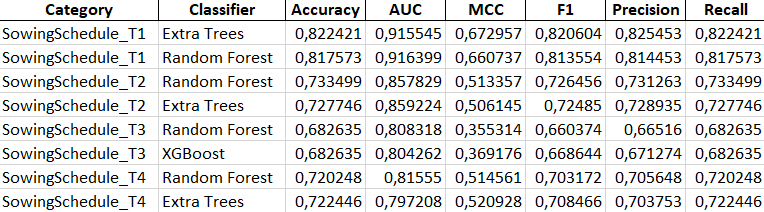 Category Classifier Accuracy AUC MCC F1 Precision Recall
SowingSchedule_T1 Extra Trees 0,822421 0,915545 0,672957 0,820604 0,825453 0,822421
SowingSchedule_T1 Random Forest 0,817573 0,916399 0,660737 0,813554 0,814453 0,817573
SowingSchedule_T2 Random Forest 0,733499 0,857829 0,513357 0,726456 0,731263 0,733499
SowingSchedule_T2 Extra Trees 0,727746 0,859224 0,506145 0,72485 0,728935 0,727746
SowingSchedule_T3 Random Forest 0,682635 0,808318 0,355314 0,660374 0,66516 0,682635
SowingSchedule_T3 XGBoost 0,682635 0,804262 0,369176 0,668644 0,671274 0,682635
SowingSchedule_T4 Random Forest 0,720248 0,81555 0,514561 0,703172 0,705648 0,720248
SowingSchedule_T4 Extra Trees 0,722446 0,797208 0,520928 0,708466 0,703753 0,722446